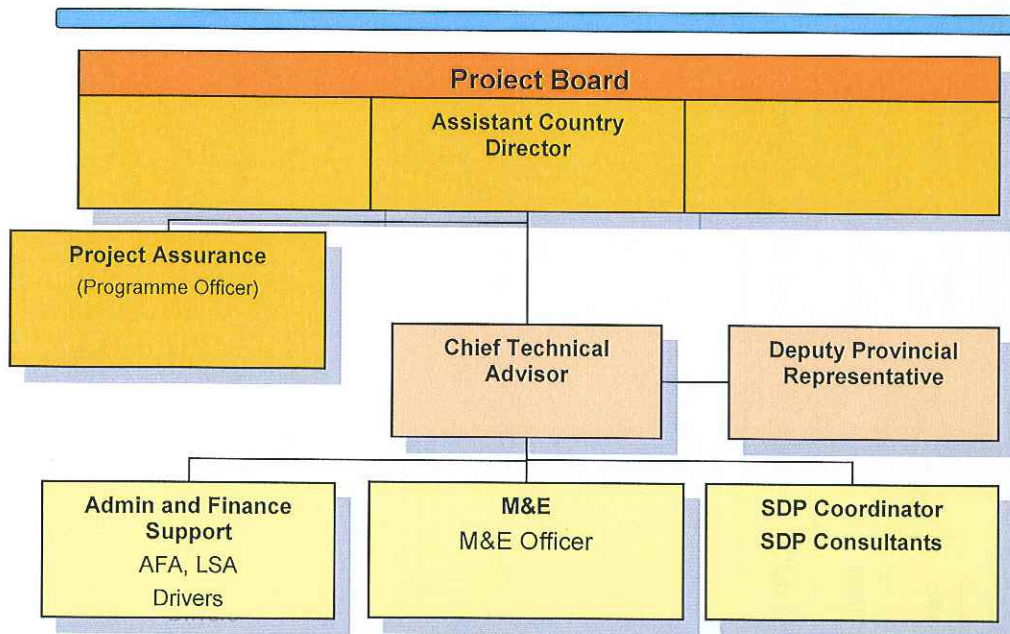 Project Board
Assistant Country
Director
Project Assurance
(Programme Officer)
Chief Technical
Advisor
Deputy Provincial
Representative
Admin and Finance
Support
AFA, LSA
Drivers
M&E
M&E Officer
SDP Coordinator
SDP Consultants